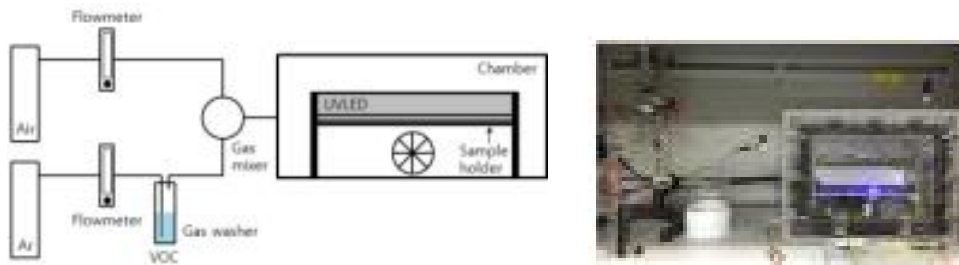 Flowmeter
Air
Gas
mixer
Chamber
UVLED
Sample
holder
Flowmeter
Ar
Gas washer
VOC